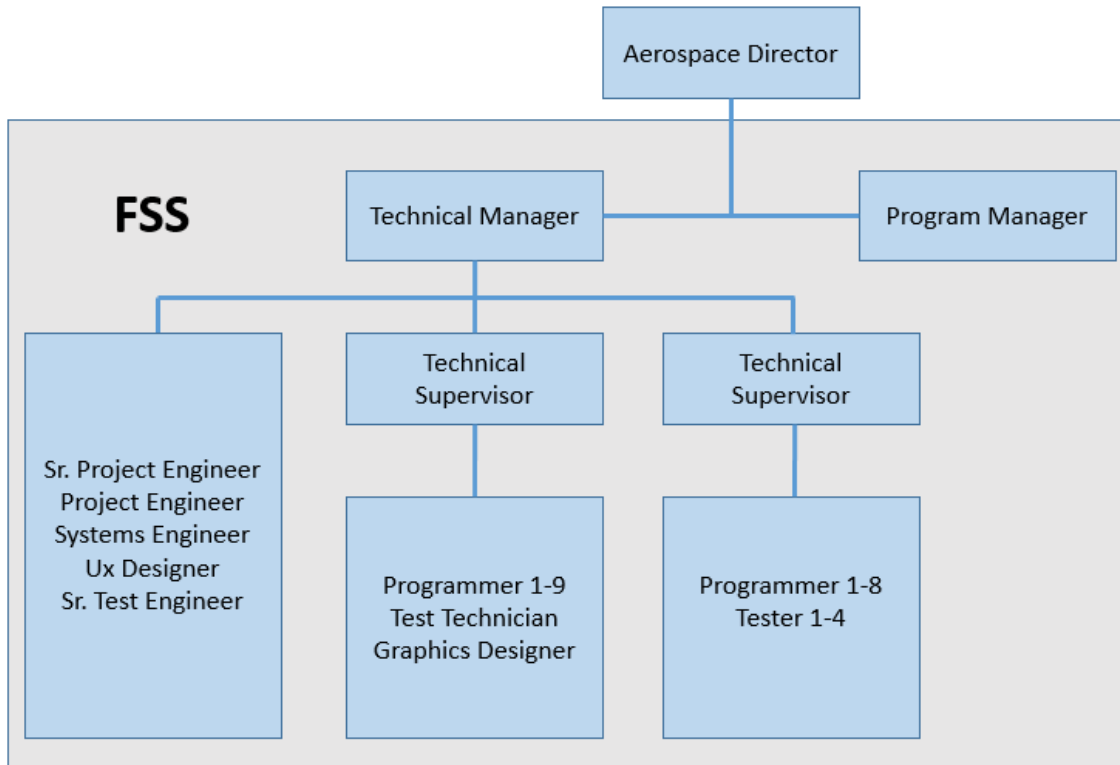 Aerospace Director
FSS
Technical Manager
Program Manager
Sr. Project Engineer
Project Engineer
Systems Engineer
Ux Designer
Sr. Test Engineer
Technical
Supervisor
Technical
Supervisor
Programmer 1-9
Test Technician
Graphics Designer
Programmer 1-8
Tester 1-4